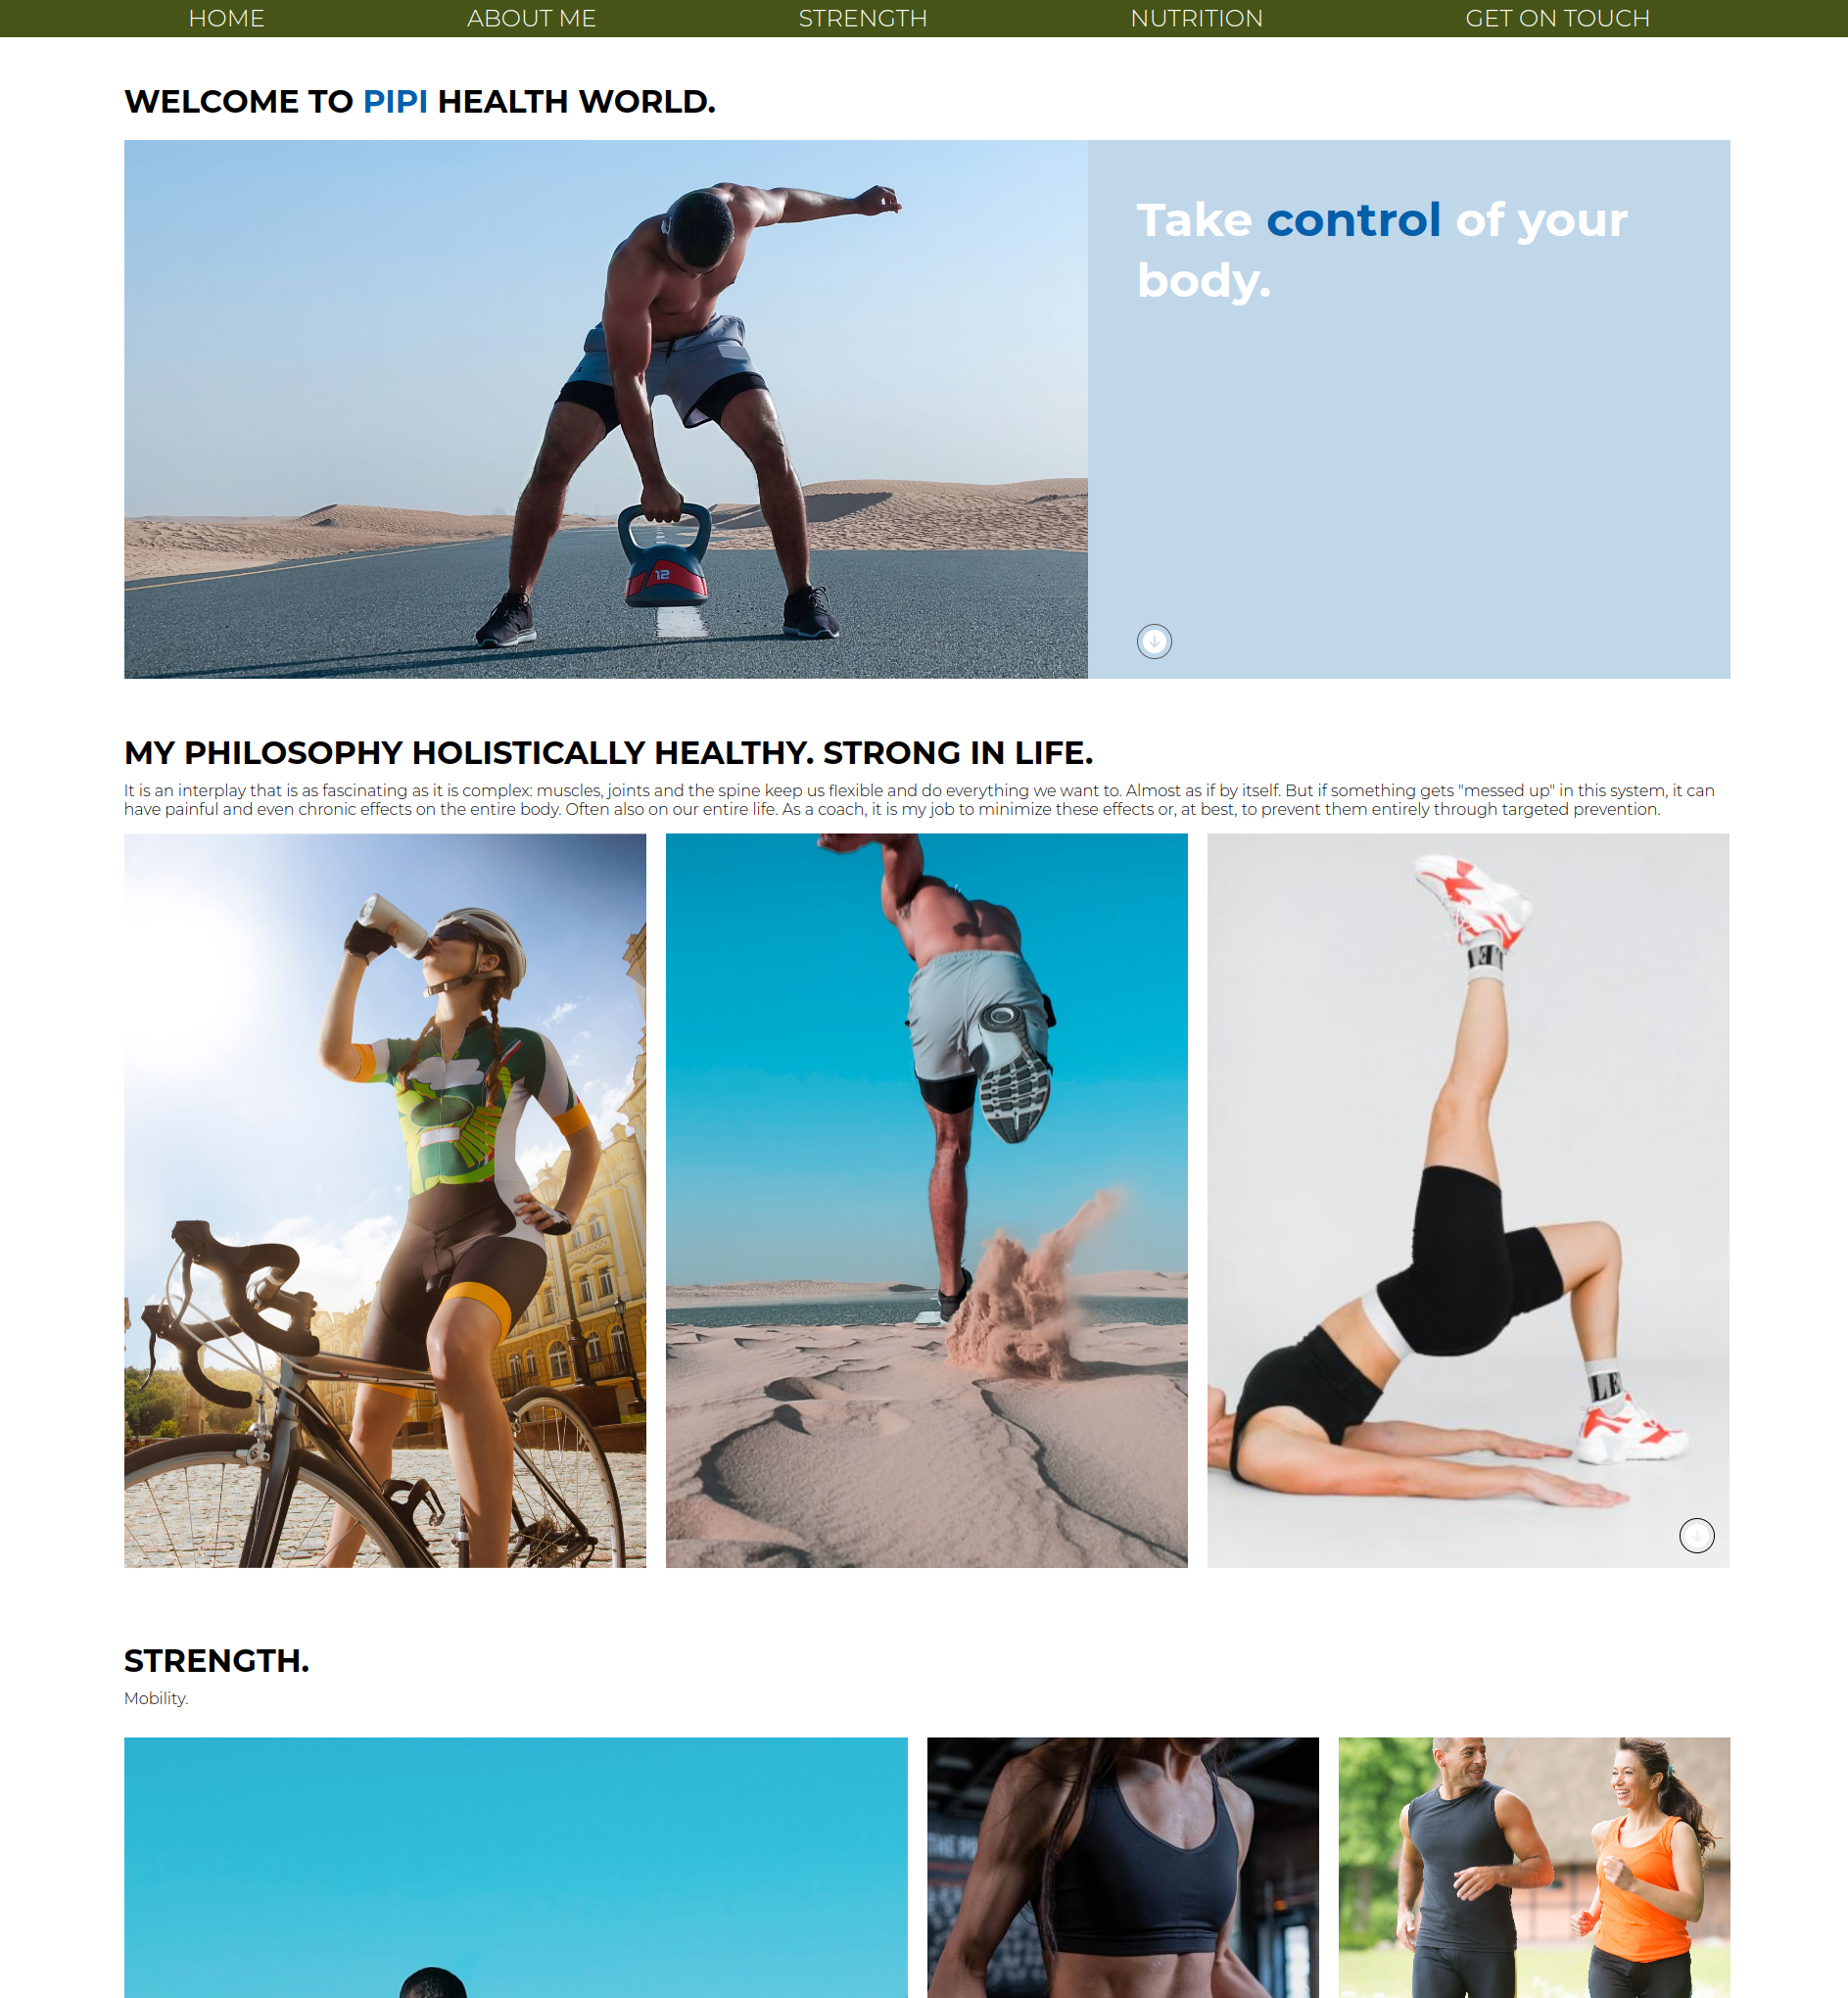 HOME ABOUT ME STRENGTH NUTRITION GET ON TOUCH
WELCOME TO PIPI HEALTH WORLD.
Take control of your
body.
12
MY PHILOSOPHY HOLISTICALLY HEALTHY. STRONG IN LIFE.
It is an interplay that is as fascinating as it is complex: muscles, joints and the spine keep us flexible and do everything we want to. Almost as if by itself. But if something gets "messed up" in this system, it can
have painful and even chronic effects on the entire body. Often also on our entire life. As a coach, it is my job to minimize these effects or, at best, to prevent them entirely through targeted prevention.
STRENGTH.
Mobility.